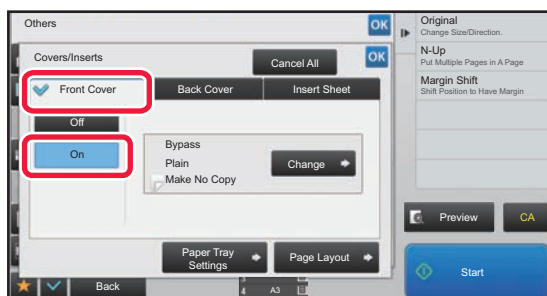 Others
OK
Covers/Inserts
Cancel All
OK
Front Cover
Back Cover
Insert Sheet
Off
On
Bypass
Plain
Make No Copy
Change
Paper Tray
Settings
Page Layout
Back
4 A3
Original
Change Size/Direction.
N-Up
Put Multiple Pages in A Page
Margin Shift
Shift Position to Have Margin
Preview
CA
Start